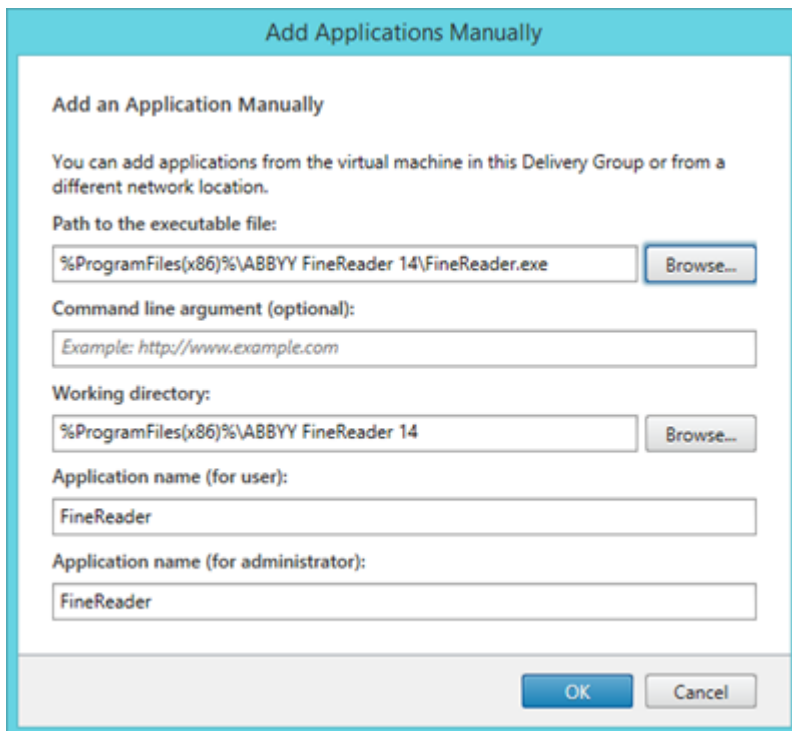 Add Applications Manually
Add an Application Manually
You can add applications from the virtual machine in this Delivery Group or from a
different network location.
Path to the executable file:
%ProgramFiles(x86)%\ABBYY FineReader 14\FineReader.exe
Browse...
Command line argument (optional):
Example: http://www.example.com
Working directory:
%ProgramFiles(x86)%\ABBYY FineReader 14
Browse...
Application name (for user):
FineReader
Application name (for administrator):
FineReader
OK
Cancel